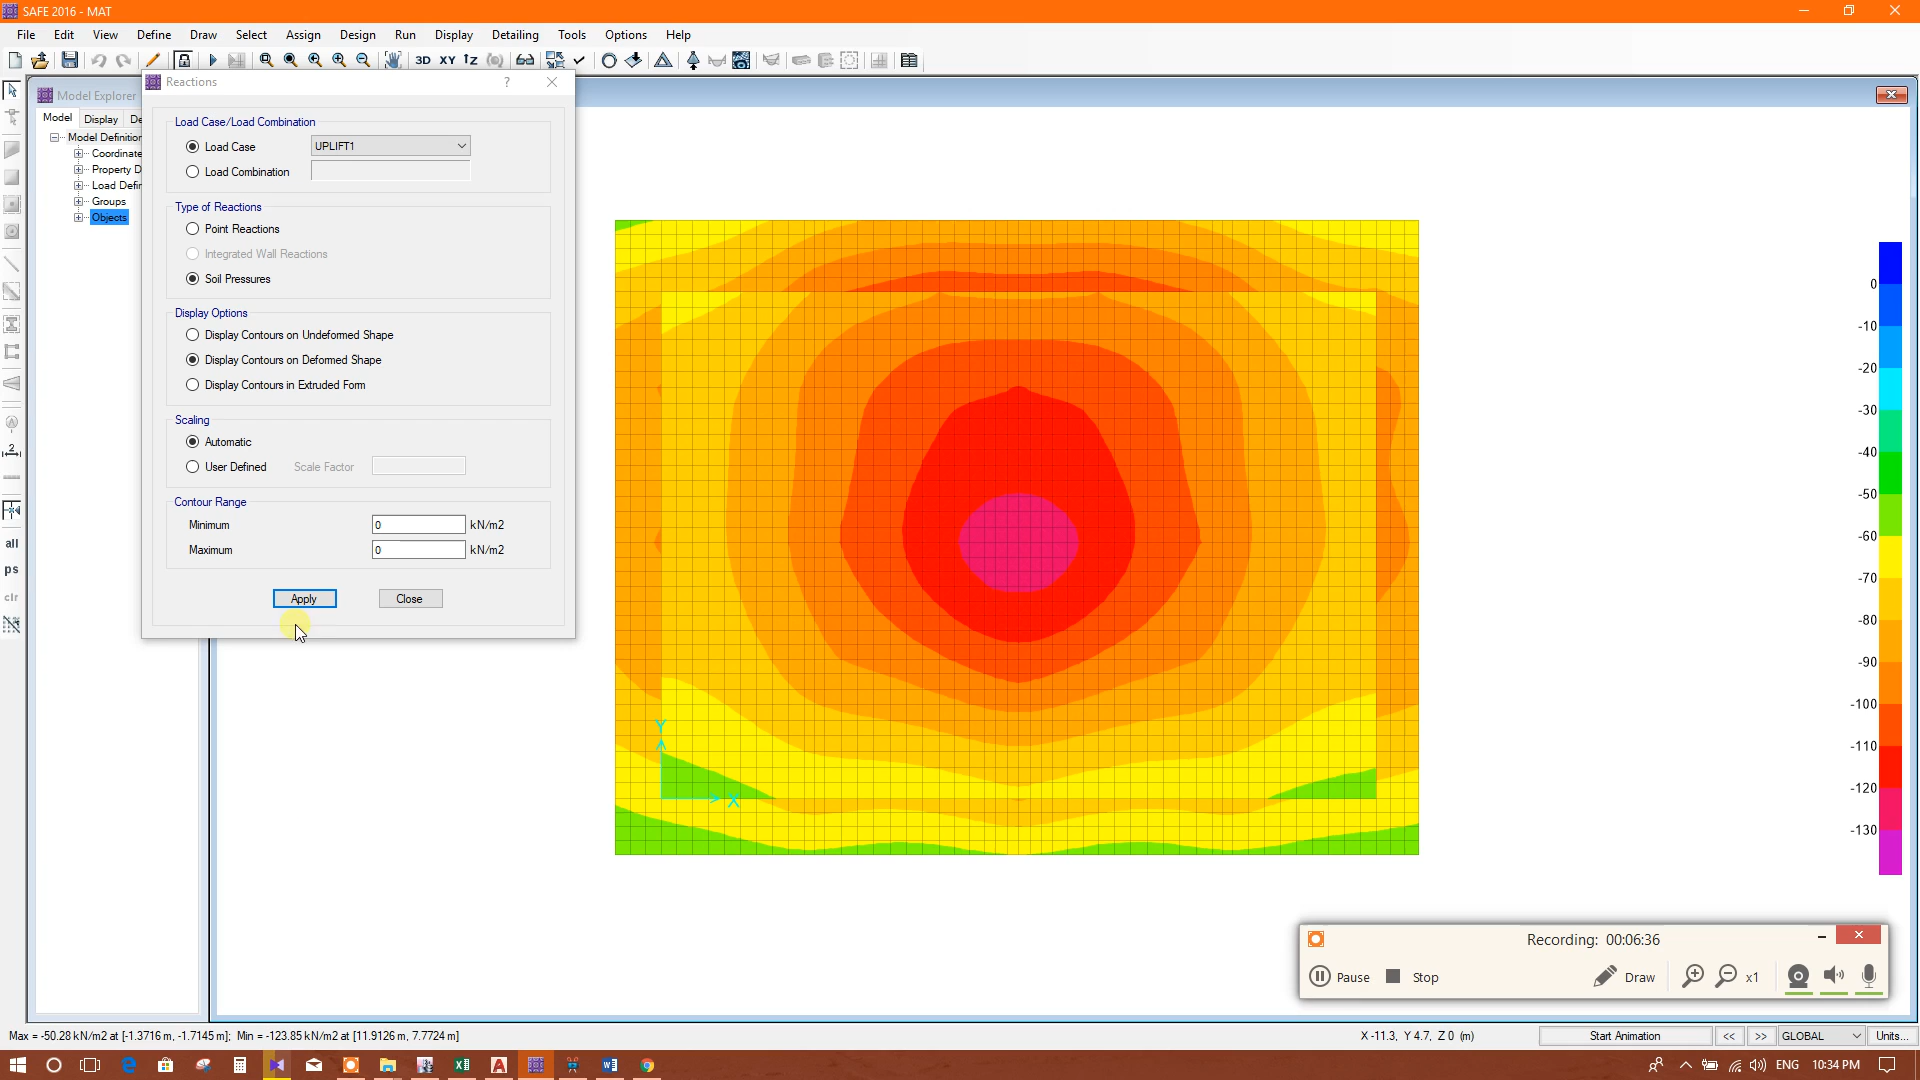 SAFE 2016 - MAT
File Edit View Define Draw Select Assign Design Run Display Detailing Tools Options Help
3D XY
Reactions ?
Model Explorer
Model Display De
Model Definition
Coordinate
Property D
Load Defin
Groups
Objects
all
ps
clr
Load Case/Load Combination
Load Case UPLIFT1
Load Combination
Type of Reactions
Point Reactions
Integrated Wall Reactions
Soil Pressures
Display Options
Display Contours on Undeformed Shape
Display Contours on Deformed Shape
Display Contours in Extruded Form
Scaling
Automatic
User Defined Scale Factor
Contour Range
Minimum 0 kN/m2
Maximum 0 kN/m2
Apply Close
Y
X
0
-10
-20
-30
-40
-50
-60
-70
-80
-90
-100
-110
-120
-130
Recording: 00:06:36
Pause Stop Draw x1
Max = -50.28 kN/m2 at [-1.3716 m, -1.7145 m]; Min = -123.85 kN/m2 at [11.9126 m, 7.7724 m]
X -11.3, Y 4.7, Z 0 (m)
Start Animation << >> GLOBAL Units...
ENG 10:34 PM